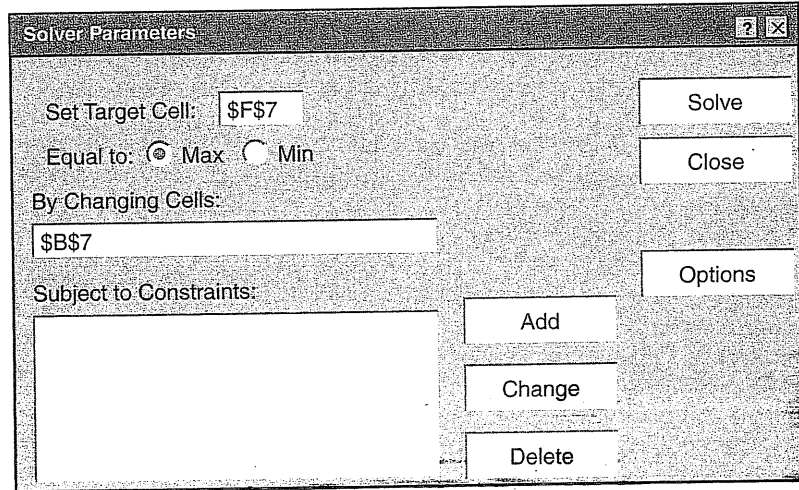 Solver Parameters ? X
Set Target Cell: $F$7
Solve
Equal to: Max Min
Close
By Changing Cells:
$B$7
Options
Subject to Constraints:
Add
Change
Delete